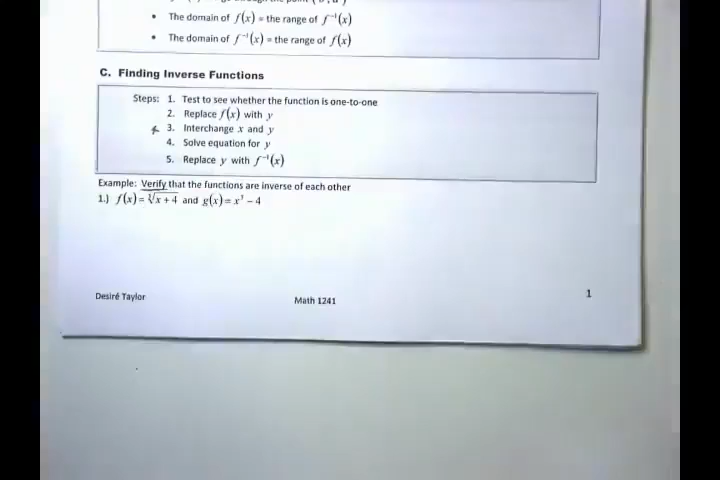 • The domain of f(x) = the range of f⁻¹(x)
• The domain of f⁻¹(x) = the range of f(x)
C. Finding Inverse Functions
Steps: 1. Test to see whether the function is one-to-one
2. Replace f(x) with y
3. Interchange x and y
4. Solve equation for y
5. Replace y with f⁻¹(x)
Example: Verify that the functions are inverse of each other
1.) f(x) = ∛x + 4 and g(x) = x³ − 4
Desiré Taylor
Math 1241
1